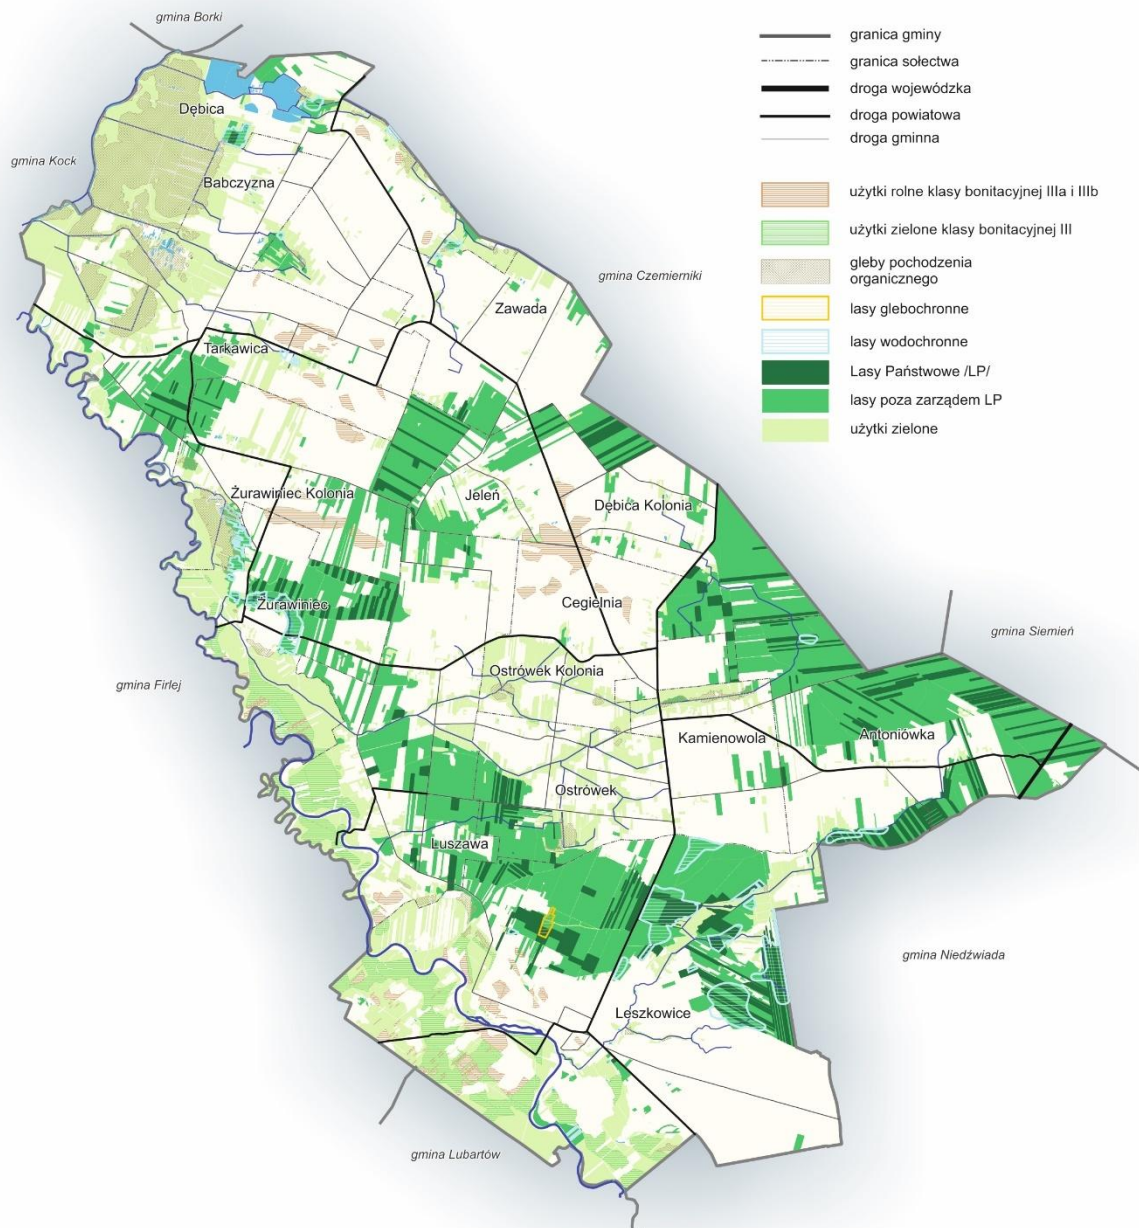 gmina Borki
granica gminy
granica sołectwa
droga wojewódzka
droga powiatowa
droga gminna
Dębica
gmina Kock
Babczyzna
użytki rolne klasy bonitacyjnej IIIa i IIIb
użytki zielone klasy bonitacyjnej III
gleby pochodzenia
organicznego
gmina Czemierniki
Zawada
lasy glebochronne
lasy wodochronne
Tarkawica
Lasy Państwowe /LP/
lasy poza zarządem LP
użytki zielone
Żurawiniec Kolonia
Jeleń
Dębica Kolonia
Żurawiniec
Cegielnia
gmina Siemień
Ostrówek Kolonia
gmina Firlej
Kamienowola
Antoniówka
Ostrówek
Luszawa
gmina Niedźwiada
Leszkowice
gmina Lubartów